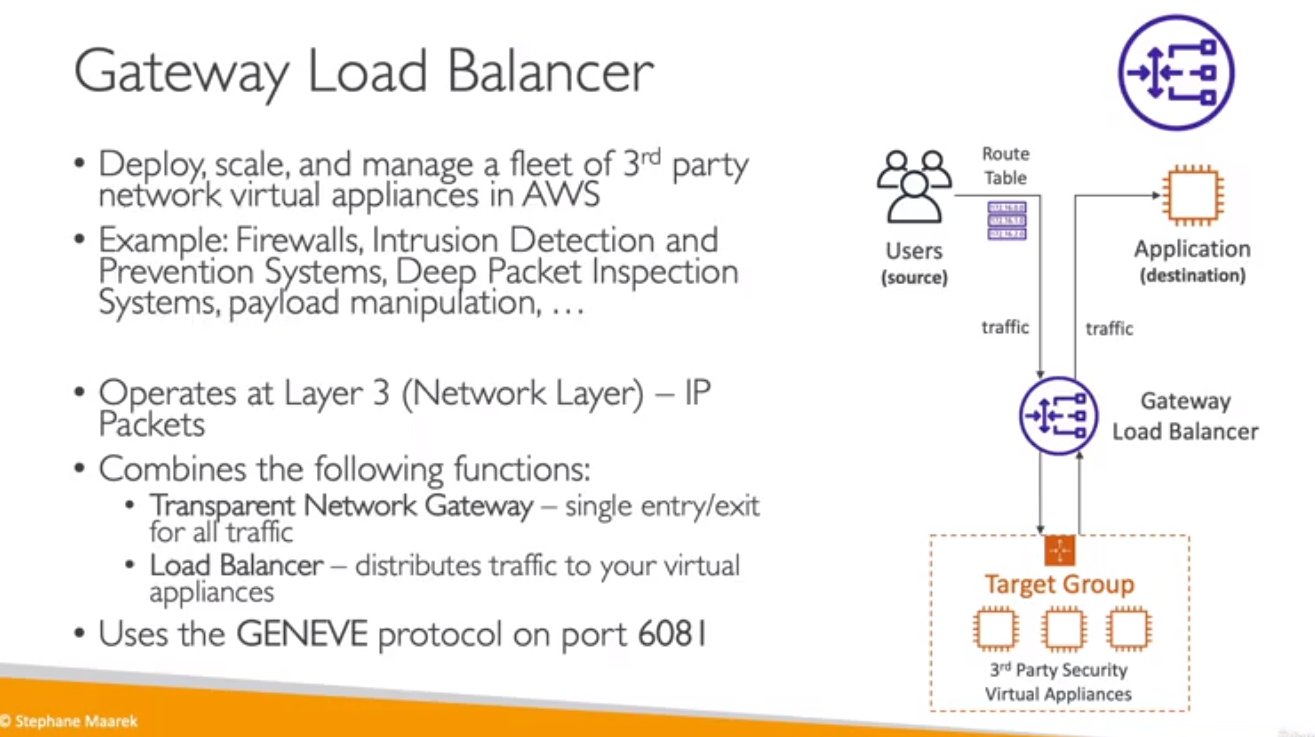 Gateway Load Balancer
• Deploy, scale, and manage a fleet of 3rd party
network virtual appliances in AWS
• Example: Firewalls, Intrusion Detection and
Prevention Systems, Deep Packet Inspection
Systems, payload manipulation, …
• Operates at Layer 3 (Network Layer) – IP
Packets
• Combines the following functions:
• Transparent Network Gateway – single entry/exit
for all traffic
• Load Balancer – distributes traffic to your virtual
appliances
• Uses the GENEVE protocol on port 6081
Route
Table
Users
(source)
Application
(destination)
traffic
traffic
Gateway
Load Balancer
Target Group
3rd Party Security
Virtual Appliances
© Stephane Maarek